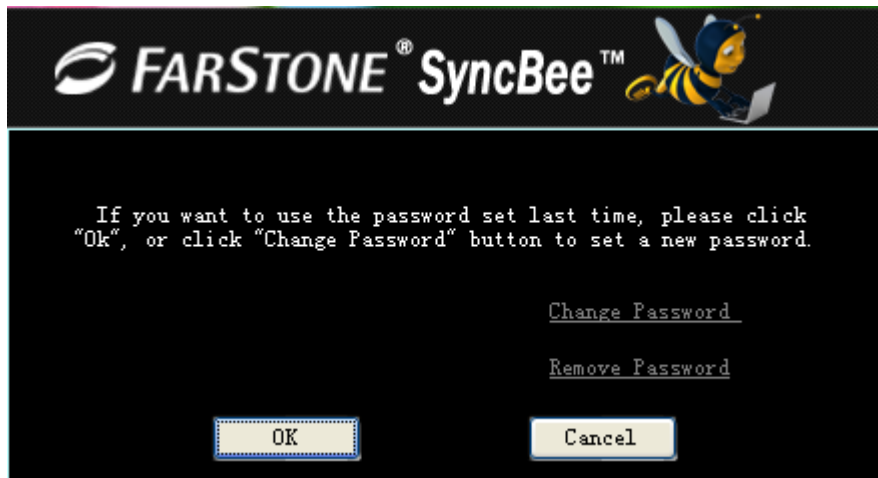 FARSTONE® SyncBee™
If you want to use the password set last time, please click
"Ok", or click "Change Password" button to set a new password.
Change Password
Remove Password
OK Cancel